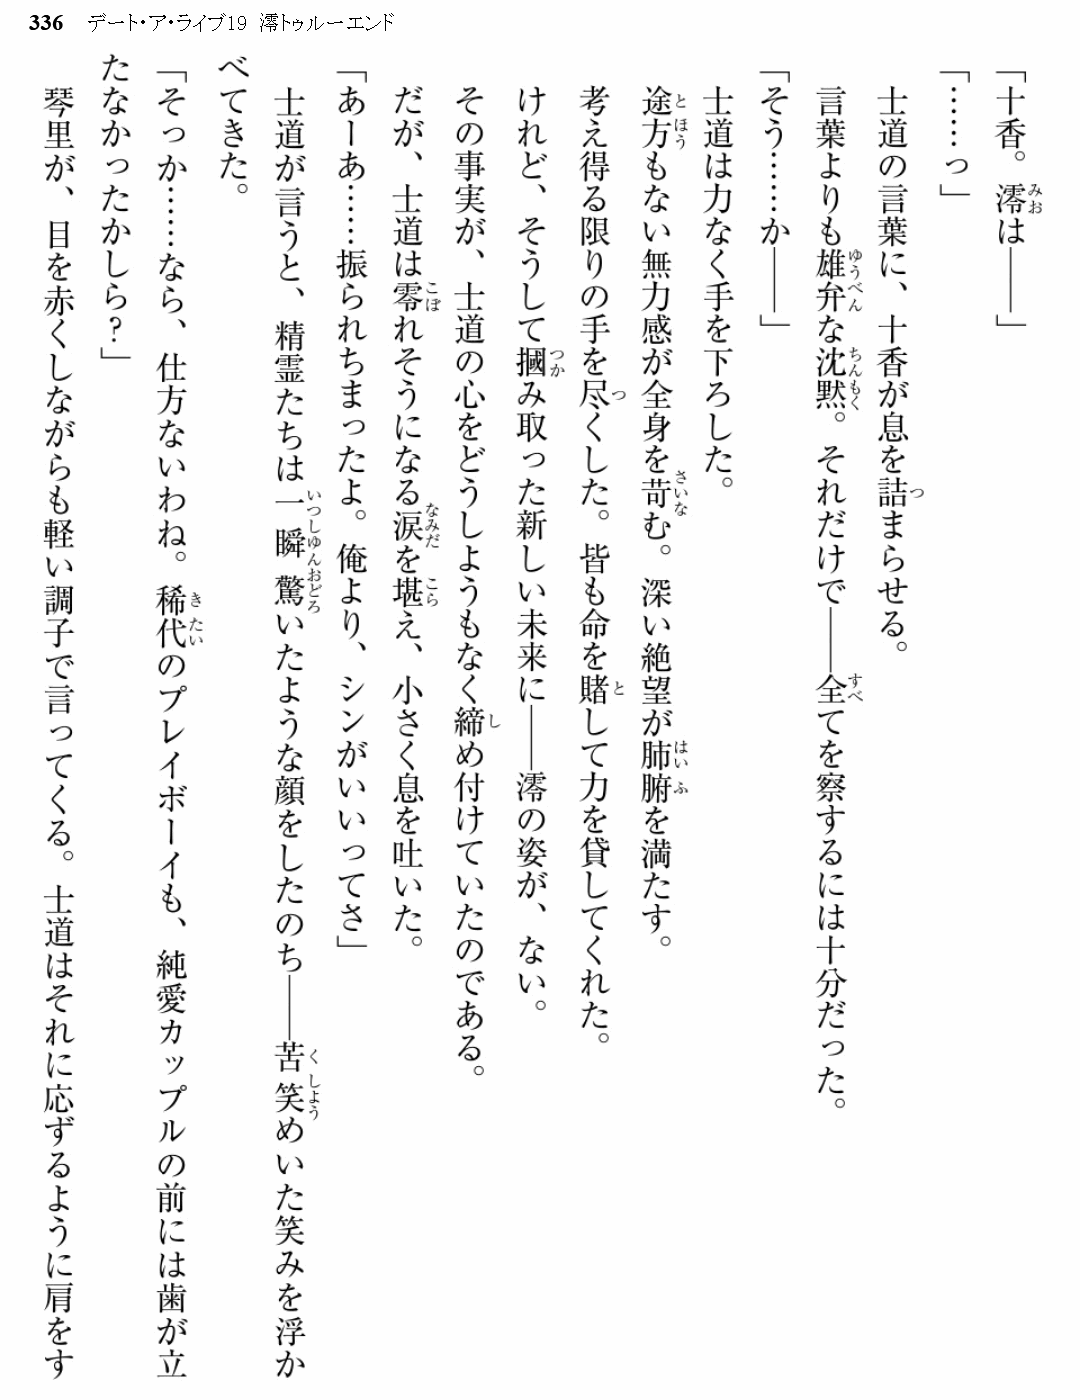 336 デート・ア・ライブ19 澪トゥルーエンド
「十香。澪は――」
「……っ」
士道の言葉に、十香が息を詰まらせる。
言葉よりも雄弁な沈黙。それだけで――全てを察するには十分だった。
「そう……か――」
士道は力なく手を下ろした。
途方もない無力感が全身を苛む。深い絶望が肺腑を満たす。
考え得る限りの手を尽くした。皆も命を賭して力を貸してくれた。
けれど、そうして摑み取った新しい未来に――澪の姿が、ない。
その事実が、士道の心をどうしようもなく締め付けていたのである。
だが、士道は零れそうになる涙を堪え、小さく息を吐いた。
「あーあ……振られちまったよ。俺より、シンがいいってさ」
士道が言うと、精霊たちは一瞬驚いたような顔をしたのち――苦笑めいた笑みを浮か
べてきた。
「そっか……なら、仕方ないわね。稀代のプレイボーイも、純愛カップルの前には歯が立
たなかったかしら?」
琴里が、目を赤くしながらも軽い調子で言ってくる。士道はそれに応ずるように肩をす